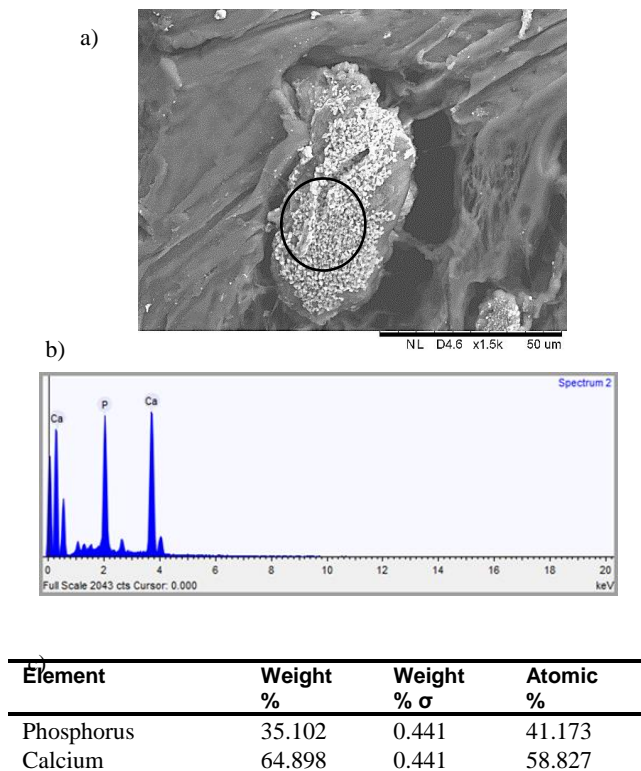 a)
NL D4.6 x1.5k 50 um
b)
Spectrum 2
Ca P Ca
0 2 4 6 8 10 12 14 16 18 20
Full Scale 2043 cts Cursor: 0.000 keV
c)
Element Weight % Weight % σ Atomic %
Phosphorus 35.102 0.441 41.173
Calcium 64.898 0.441 58.827